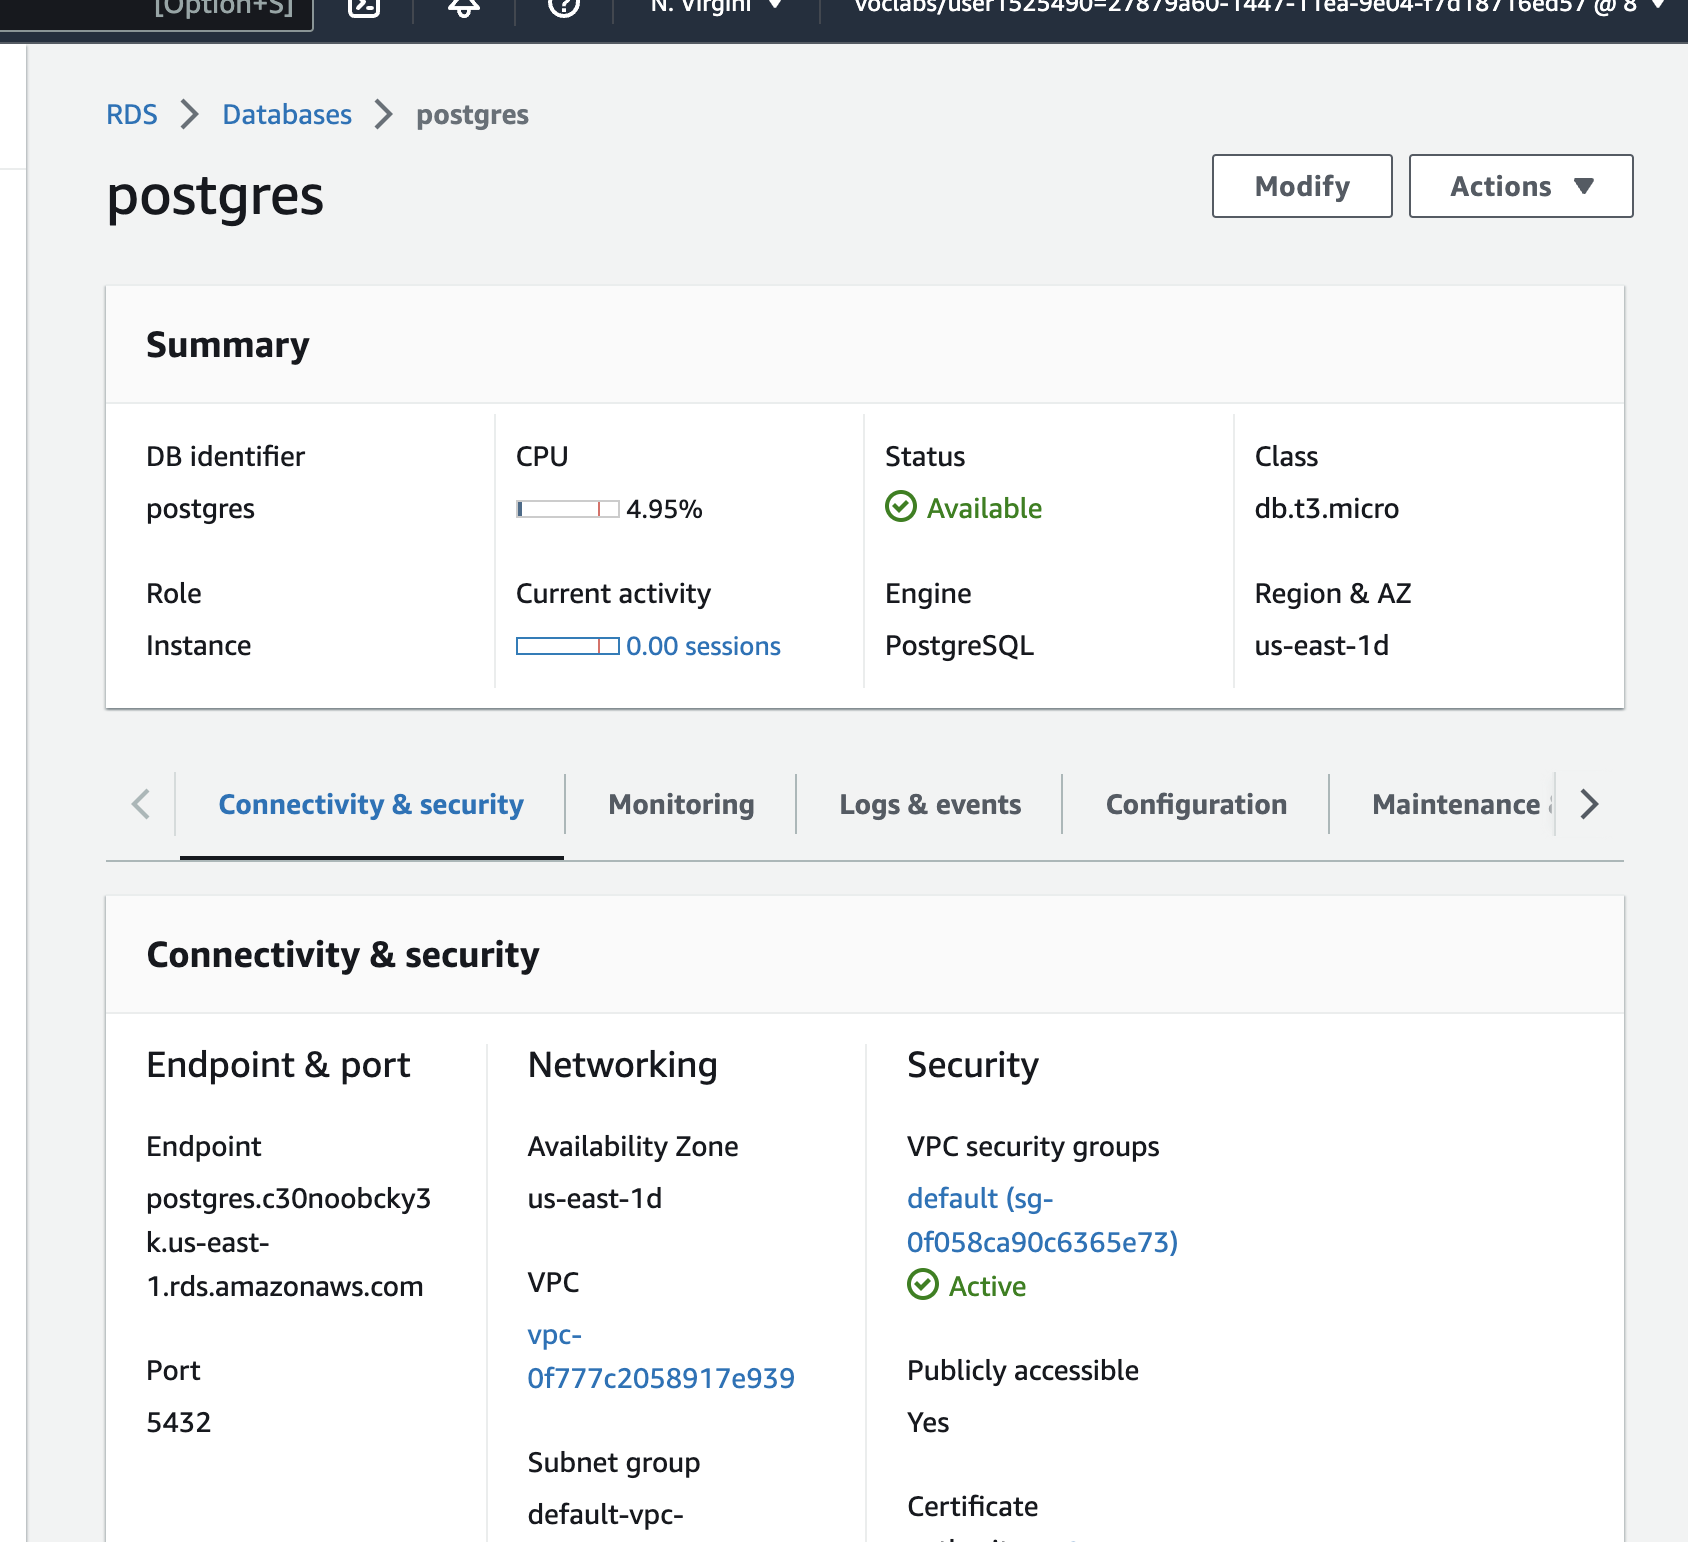 [Option+S]
N. Virgini
voclabs/user1525490=27879a60-1447-11ea-9e04-f7d18716ed57 @ 8
RDS
Databases
postgres
postgres
Modify
Actions
Summary
DB identifier
postgres
CPU
4.95%
Status
Available
Class
db.t3.micro
Role
Instance
Current activity
0.00 sessions
Engine
PostgreSQL
Region & AZ
us-east-1d
Connectivity & security
Monitoring
Logs & events
Configuration
Maintenance
Connectivity & security
Endpoint & port
Endpoint
postgres.c30noobcky3
k.us-east-
1.rds.amazonaws.com
Port
5432
Networking
Availability Zone
us-east-1d
VPC
vpc-
0f777c2058917e939
Subnet group
default-vpc-
Security
VPC security groups
default (sg-
0f058ca90c6365e73)
Active
Publicly accessible
Yes
Certificate